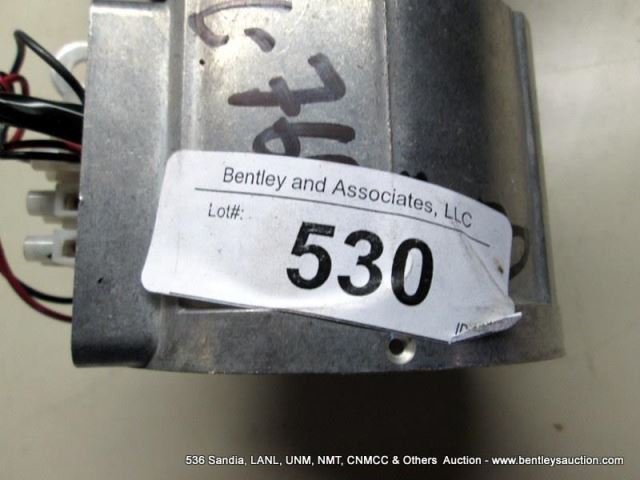 Bentley and Associates, LLC
Lot#:
530
536 Sandia, LANL, UNM, NMT, CNMCC & Others Auction - www.bentleysauction.com